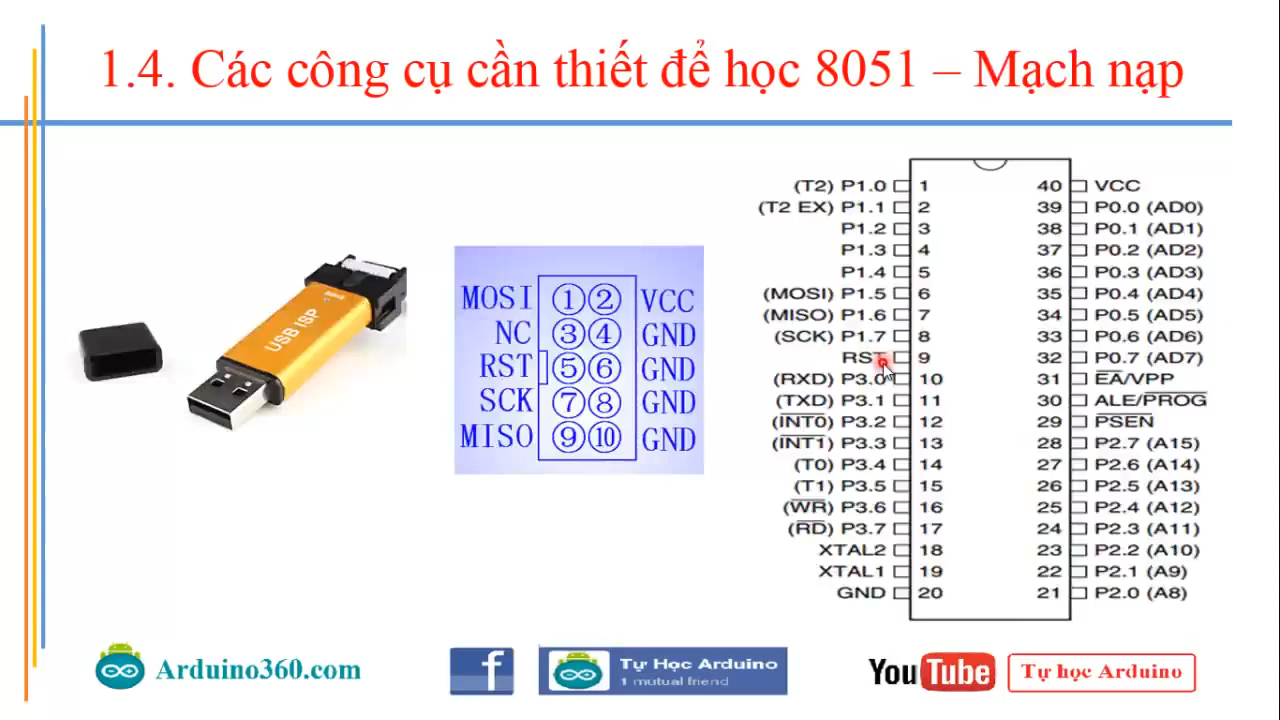 1.4. Các công cụ cần thiết để học 8051 – Mạch nạp
USB ISP
MOSI ① ② VCC
NC ③ ④ GND
RST ⑤ ⑥ GND
SCK ⑦ ⑧ GND
MISO ⑨ ⑩ GND
(T2) P1.0 1 40 VCC
(T2 EX) P1.1 2 39 P0.0 (AD0)
P1.2 3 38 P0.1 (AD1)
P1.3 4 37 P0.2 (AD2)
P1.4 5 36 P0.3 (AD3)
(MOSI) P1.5 6 35 P0.4 (AD4)
(MISO) P1.6 7 34 P0.5 (AD5)
(SCK) P1.7 8 33 P0.6 (AD6)
RST 9 32 P0.7 (AD7)
(RXD) P3.0 10 31 EA/VPP
(TXD) P3.1 11 30 ALE/PROG
(INT0) P3.2 12 29 PSEN
(INT1) P3.3 13 28 P2.7 (A15)
(T0) P3.4 14 27 P2.6 (A14)
(T1) P3.5 15 26 P2.5 (A13)
(WR) P3.6 16 25 P2.4 (A12)
(RD) P3.7 17 24 P2.3 (A11)
XTAL2 18 23 P2.2 (A10)
XTAL1 19 22 P2.1 (A9)
GND 20 21 P2.0 (A8)
Arduino360.com
f
Tự Học Arduino
1 mutual friend
YouTube
Tự học Arduino